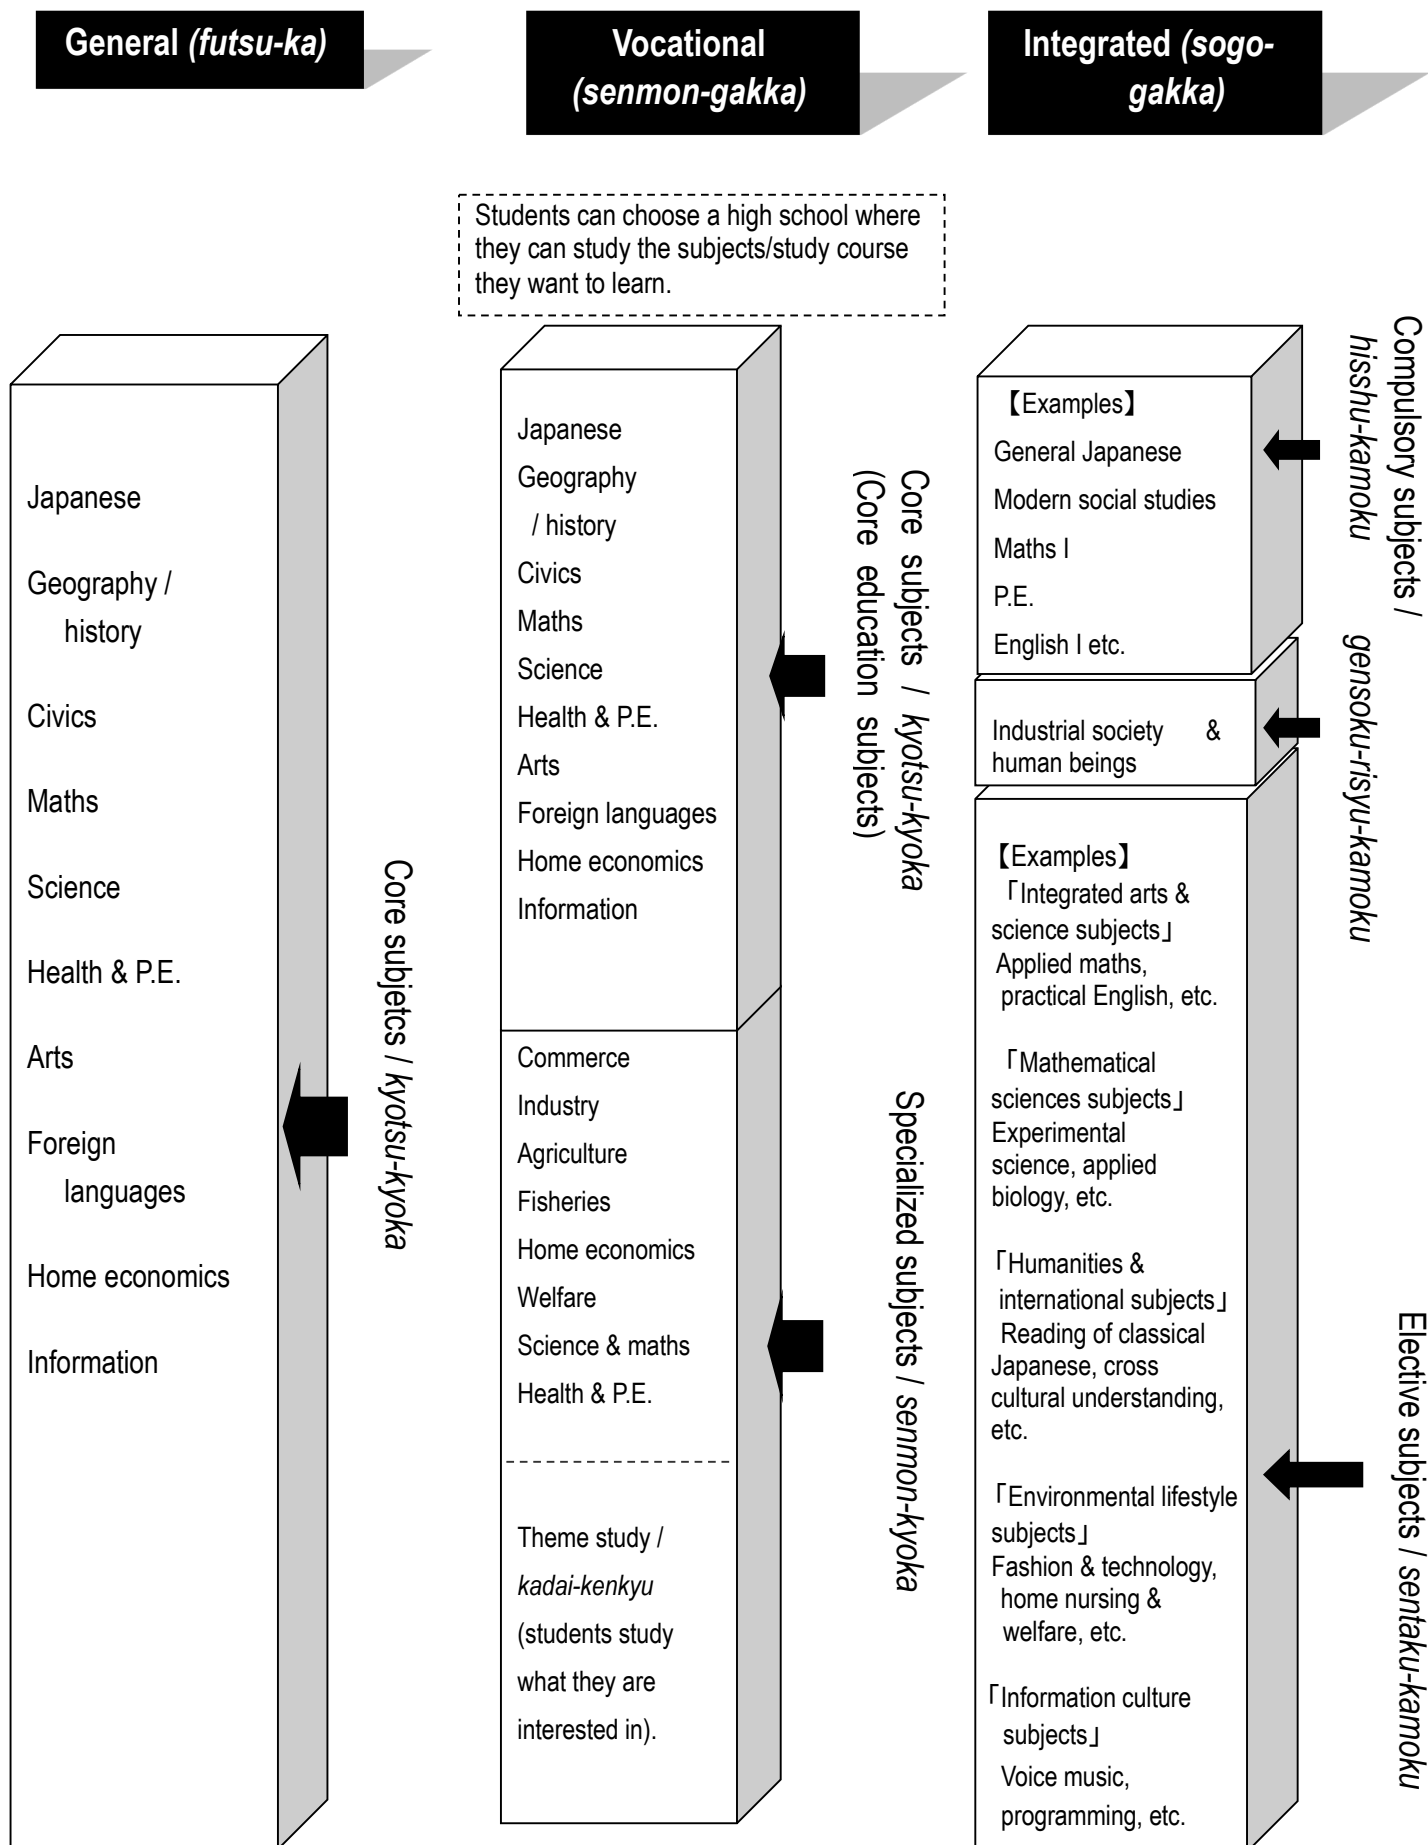 General (futsu-ka)
Vocational
(senmon-gakka)
Integrated (sogo-
gakka)
Students can choose a high school where
they can study the subjects/study course
they want to learn.
Japanese
Geography /
history
Civics
Maths
Science
Health & P.E.
Arts
Foreign
languages
Home economics
Information
Core subjetcs / kyotsu-kyoka
Japanese
Geography
/ history
Civics
Maths
Science
Health & P.E.
Arts
Foreign languages
Home economics
Information
Core subjects / kyotsu-kyoka
(Core education subjects)
Commerce
Industry
Agriculture
Fisheries
Home economics
Welfare
Science & maths
Health & P.E.
Theme study /
kadai-kenkyu
(students study
what they are
interested in).
Specialized subjects / senmon-kyoka
【Examples】
General Japanese
Modern social studies
Maths I
P.E.
English I etc.
Compulsory subjects /
hisshu-kamoku
Industrial society &
human beings
gensoku-risyu-kamoku
【Examples】
「Integrated arts &
science subjects」
Applied maths,
practical English, etc.
「Mathematical
sciences subjects」
Experimental
science, applied
biology, etc.
「Humanities &
international subjects」
Reading of classical
Japanese, cross
cultural understanding,
etc.
「Environmental lifestyle
subjects」
Fashion & technology,
home nursing &
welfare, etc.
「Information culture
subjects」
Voice music,
programming, etc.
Elective subjects / sentaku-kamoku